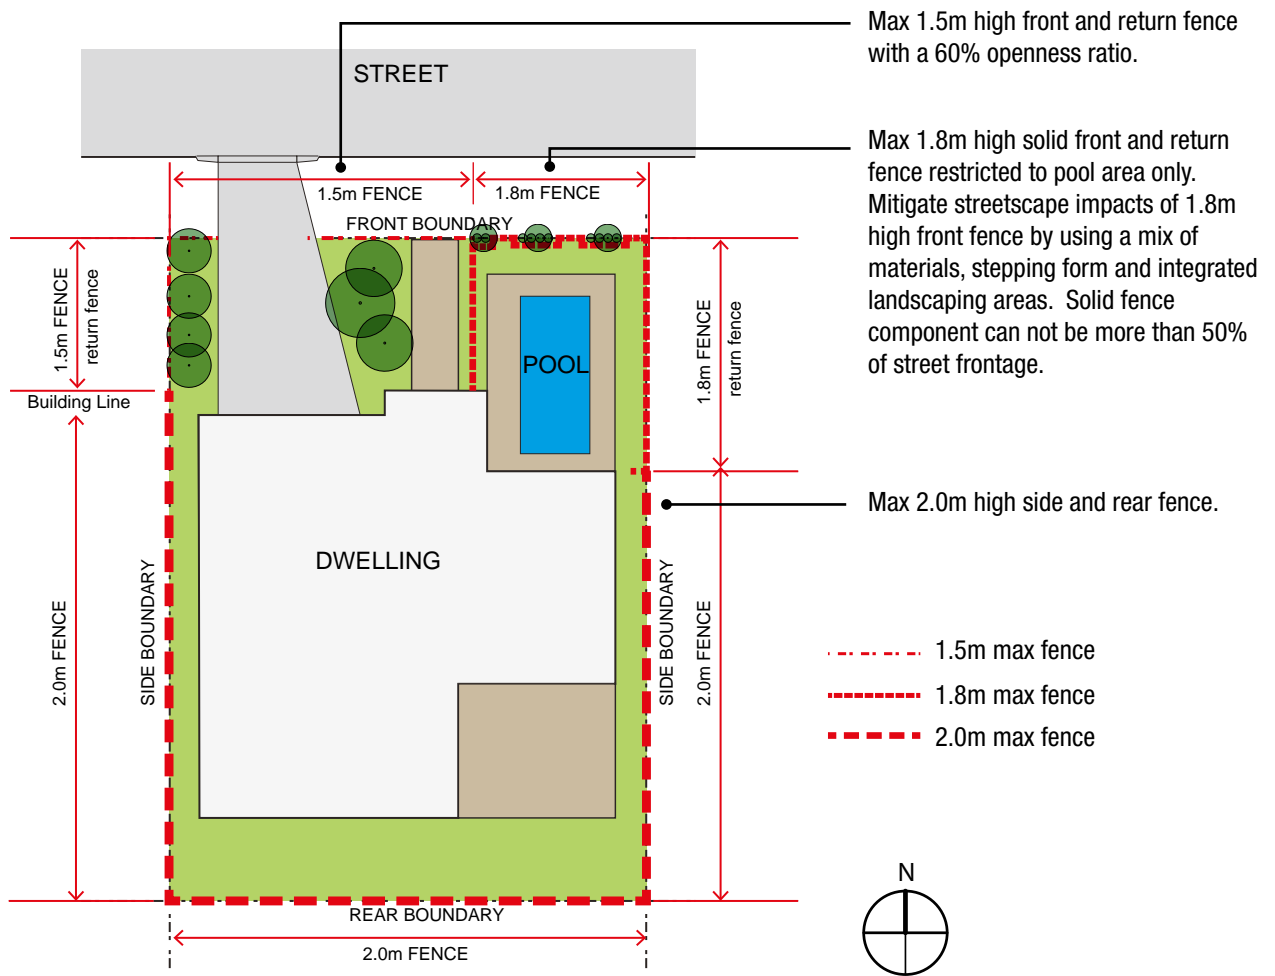 Max 1.5m high front and return fence
with a 60% openness ratio.
STREET
Max 1.8m high solid front and return
fence restricted to pool area only.
Mitigate streetscape impacts of 1.8m
high front fence by using a mix of
materials, stepping form and integrated
landscaping areas. Solid fence
component can not be more than 50%
of street frontage.
1.5m FENCE
1.8m FENCE
FRONT BOUNDARY
1.5m FENCE
return fence
1.8m FENCE
return fence
POOL
Building Line
Max 2.0m high side and rear fence.
DWELLING
2.0m FENCE
SIDE BOUNDARY
SIDE BOUNDARY
2.0m FENCE
1.5m max fence
1.8m max fence
2.0m max fence
N
REAR BOUNDARY
2.0m FENCE